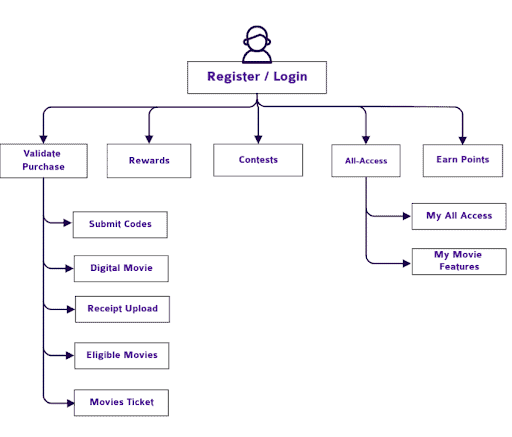 Register / Login
Validate
Purchase
Rewards
Contests
All-Access
Earn Points
Submit Codes
Digital Movie
Receipt Upload
Eligible Movies
Movies Ticket
My All Access
My Movie
Features